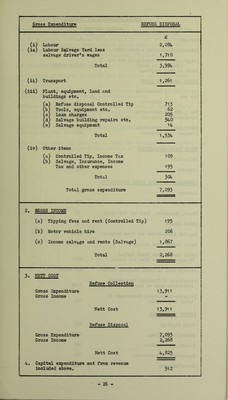 Gross Expenditure REFUSE DISPOSAL
£
(i) Labour 2,084
(ia) Labour Salvage Yard less
salvage driver's wages 1,910
Total 3,994
(ii) Transport 1,261
(iii) Plant, equipment, land and
buildings etc.
(a) Refuse disposal Controlled Tip 713
(b) Tools, equipment etc. 62
(c) Loan charges 205
(d) Salvage building repairs etc. 540
(e) Salvage equipment 14
Total 1,534
(iv) Other items
(a) Controlled Tip, Income Tax 109
(b) Salvage, Insurance, Income
Tax and other expenses 195
Total 304
Total gross expenditure 7,093
2. GROSS INCOME
(a) Tipping fees and rent (Controlled Tip) 195
(b) Motor vehicle hire 206
(c) Income salvage and rents (Salvage) 1,867
Total 2,268
3. NETT COST
Refuse Collection
Gross Expenditure 13,911
Gross Income -
Nett Cost 13,911
Refuse Disposal
Gross Expenditure 7,093
Gross Income 2,268
Nett Cost 4,825
4. Capital expenditure met from revenue
included above. 912
- 26 -